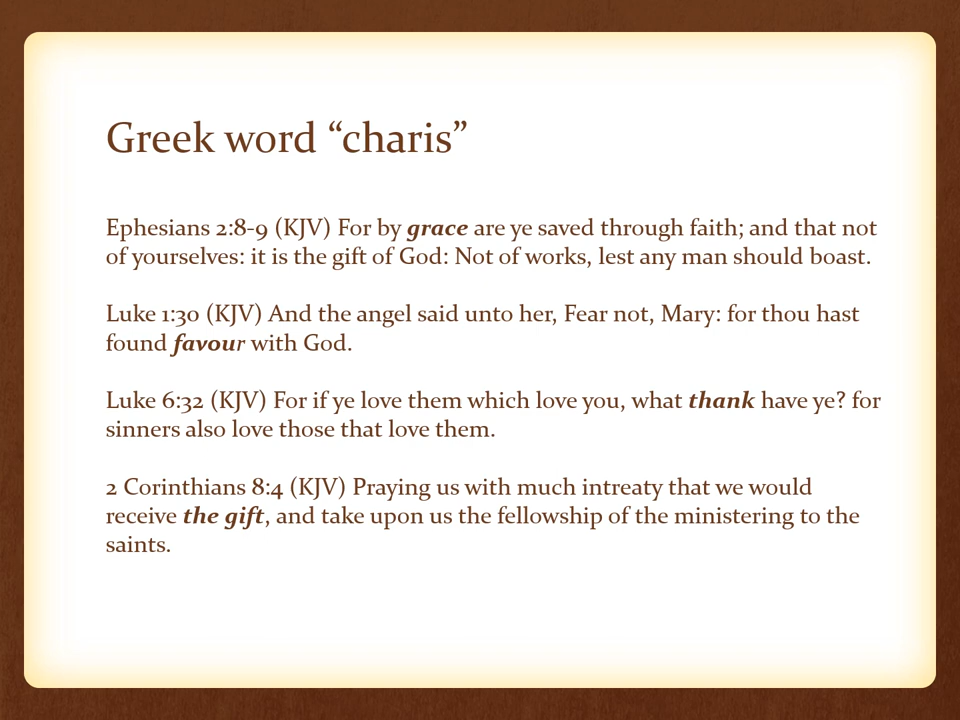 Greek word “charis”
Ephesians 2:8-9 (KJV) For by grace are ye saved through faith; and that not
of yourselves: it is the gift of God: Not of works, lest any man should boast.
Luke 1:30 (KJV) And the angel said unto her, Fear not, Mary: for thou hast
found favour with God.
Luke 6:32 (KJV) For if ye love them which love you, what thank have ye? for
sinners also love those that love them.
2 Corinthians 8:4 (KJV) Praying us with much intreaty that we would
receive the gift, and take upon us the fellowship of the ministering to the
saints.